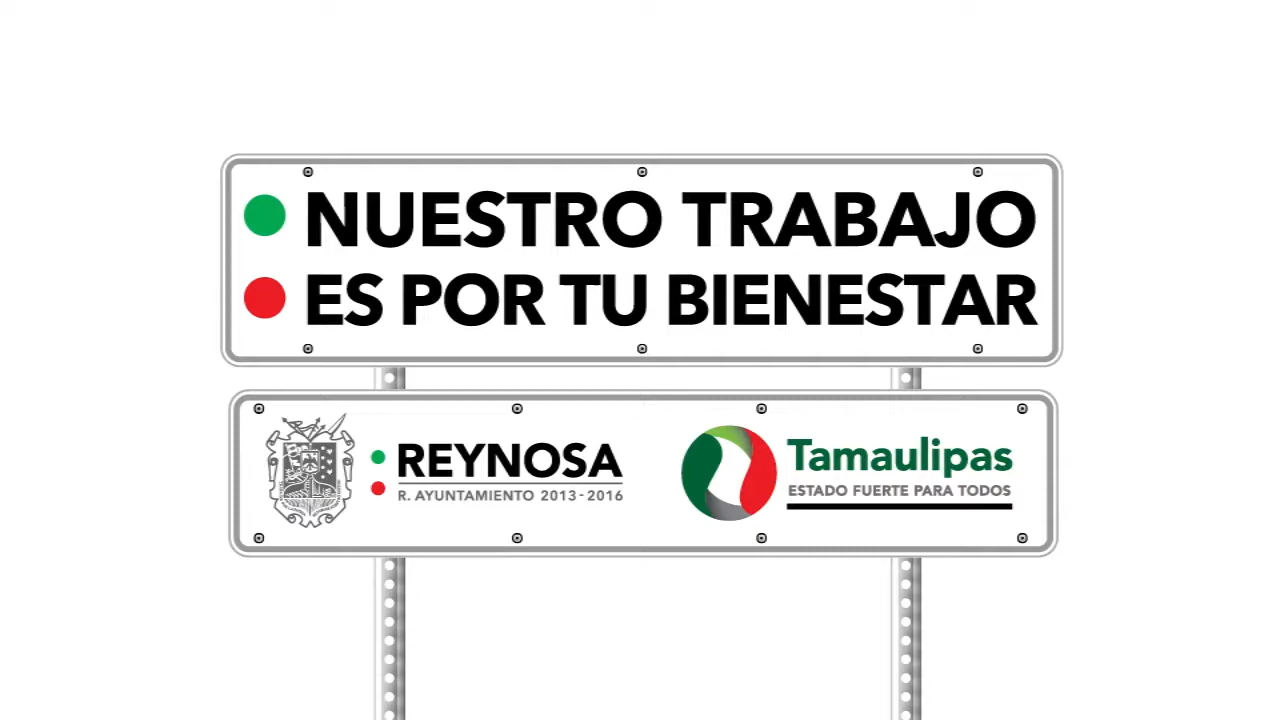 NUESTRO TRABAJO
ES POR TU BIENESTAR
REYNOSA
R. AYUNTAMIENTO 2013-2016
Tamaulipas
ESTADO FUERTE PARA TODOS